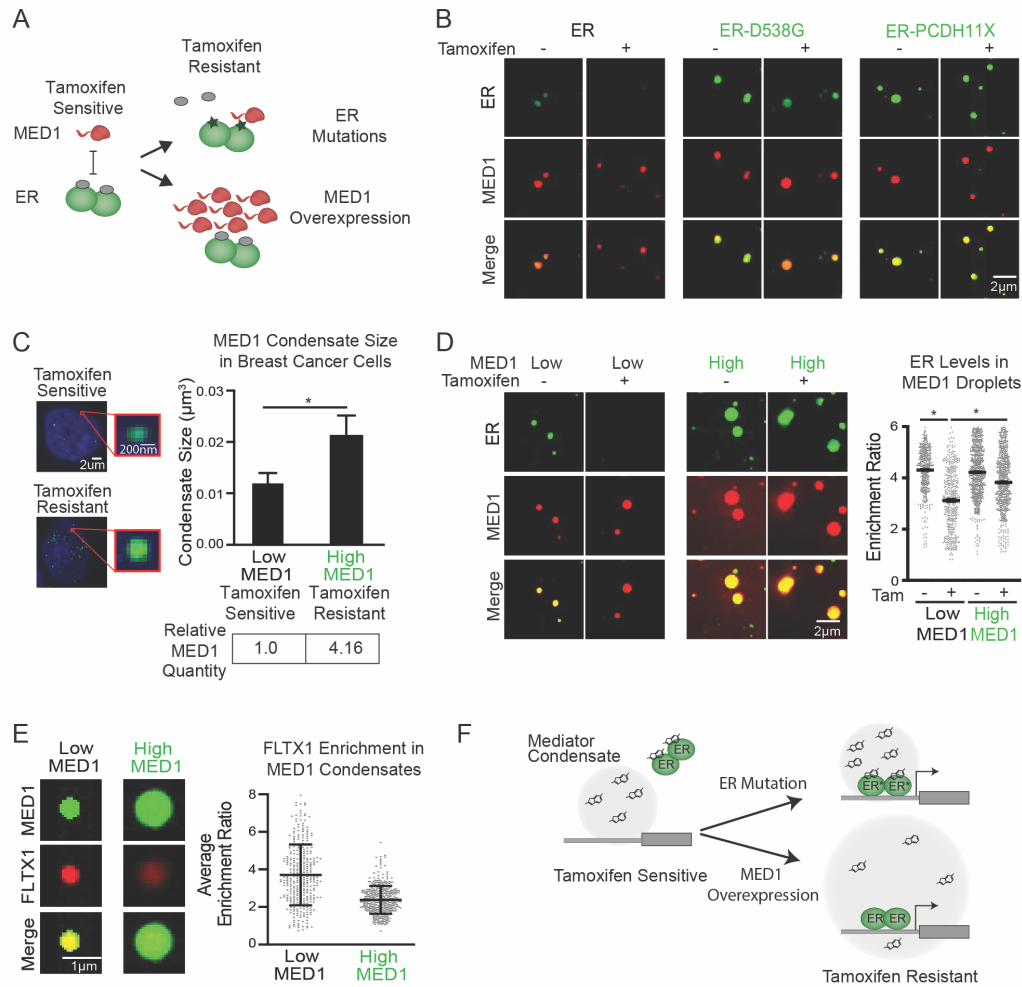 A
Tamoxifen
Resistant
Tamoxifen
Sensitive
MED1
ER
Mutations
ER
MED1
Overexpression
B
ER
ER-D538G
ER-PCDH11X
Tamoxifen - + - + - +
ER
MED1
Merge
2µm
C
MED1 Condensate Size
in Breast Cancer Cells
Tamoxifen
Sensitive
200nm
2um
Tamoxifen
Resistant
Condensate Size (µm³)
0.03
0.02
0.01
0.00
*
Low
MED1
Tamoxifen
Sensitive
High
MED1
Tamoxifen
Resistant
Relative
MED1
Quantity
1.0 4.16
D
MED1 Low Low High High
Tamoxifen - + - +
ER
MED1
Merge
2µm
ER Levels in
MED1 Droplets
* *
Enrichment Ratio
6
4
2
0
Tam - + - +
Low
MED1
High
MED1
E
Low
MED1
High
MED1
MED1
FLTX1
Merge
1µm
FLTX1 Enrichment in
MED1 Condensates
Average
Enrichment Ratio
8
6
4
2
0
Low
MED1
High
MED1
F
Mediator
Condensate
ER
ER
Tamoxifen Sensitive
ER Mutation
MED1
Overexpression
ER* ER*
ER ER
Tamoxifen Resistant